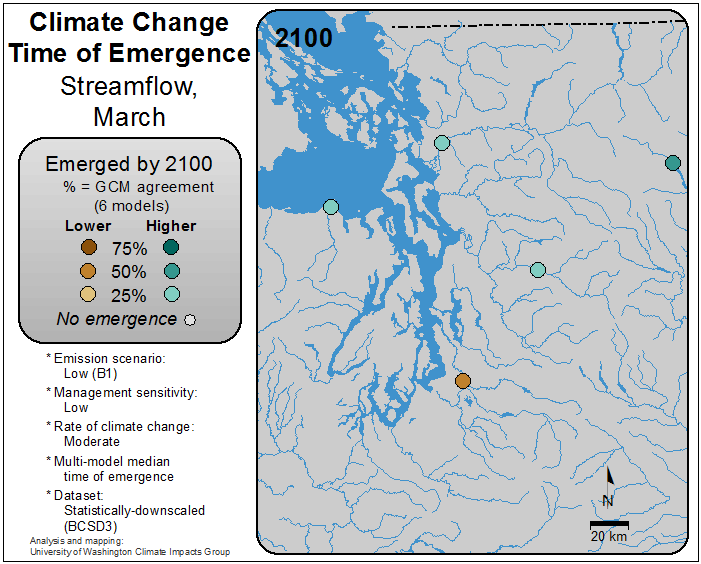 Climate Change
Time of Emergence
Streamflow,
March
Emerged by 2100
% = GCM agreement
(6 models)
Lower Higher
75%
50%
25%
No emergence
* Emission scenario:
Low (B1)
* Management sensitivity:
Low
* Rate of climate change:
Moderate
* Multi-model median
time of emergence
* Dataset:
Statistically-downscaled
(BCSD3)
Analysis and mapping:
University of Washington Climate Impacts Group
2100
N
20 km